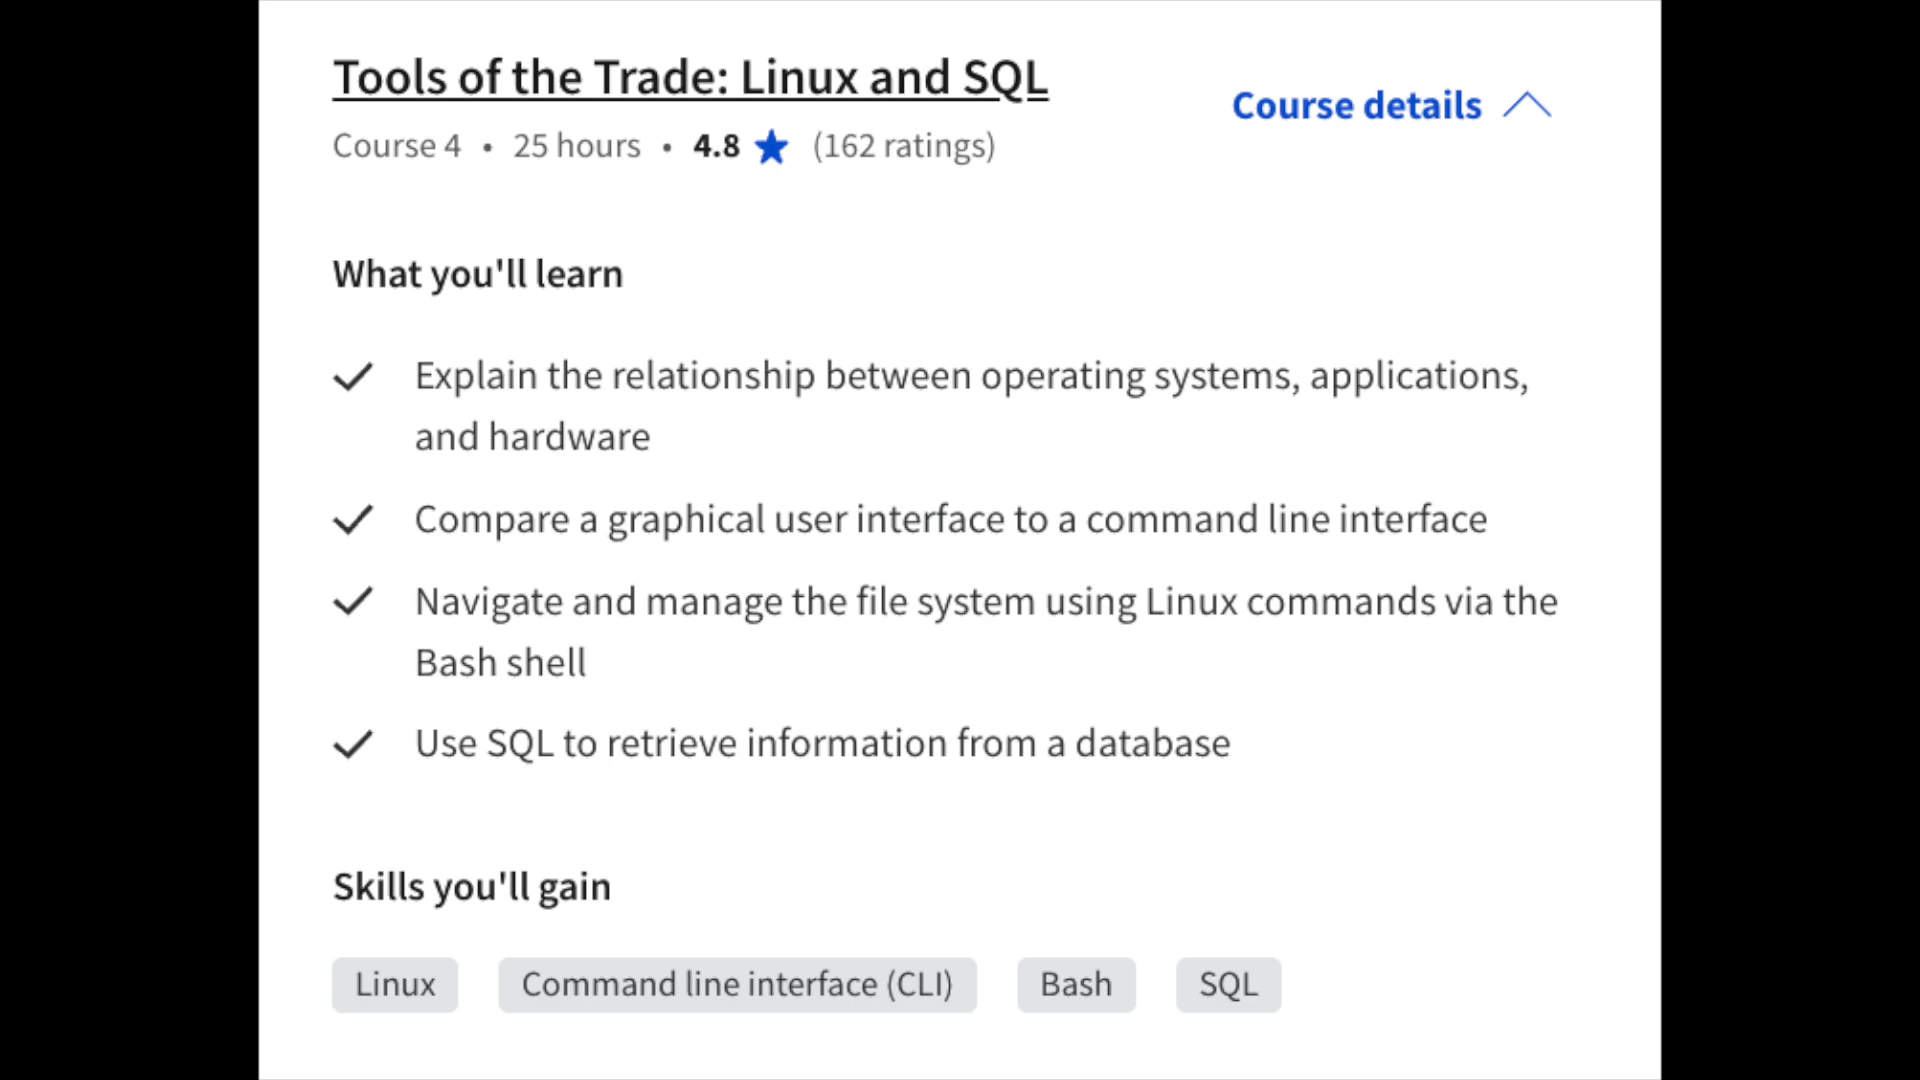 Tools of the Trade: Linux and SQL
Course details
Course 4 • 25 hours • 4.8 ★ (162 ratings)
What you'll learn
Explain the relationship between operating systems, applications,
and hardware
Compare a graphical user interface to a command line interface
Navigate and manage the file system using Linux commands via the
Bash shell
Use SQL to retrieve information from a database
Skills you'll gain
Linux Command line interface (CLI) Bash SQL